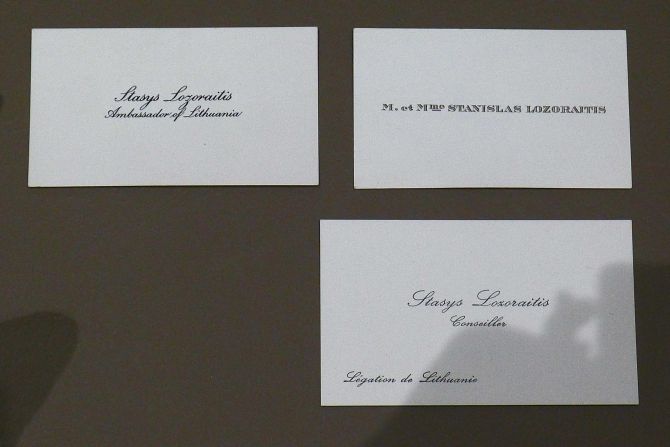 Stasys Lozoraitis
Ambassador of Lithuania
M. et Mme STANISLAS LOZORAITIS
Stasys Lozoraitis
Conseiller
Légation de Lithuanie